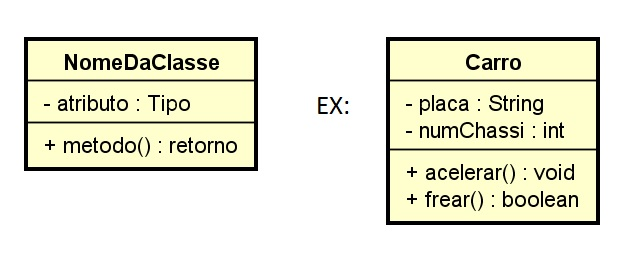 NomeDaClasse
- atributo : Tipo
+ metodo() : retorno
EX:
Carro
- placa : String
- numChassi : int
+ acelerar() : void
+ frear() : boolean